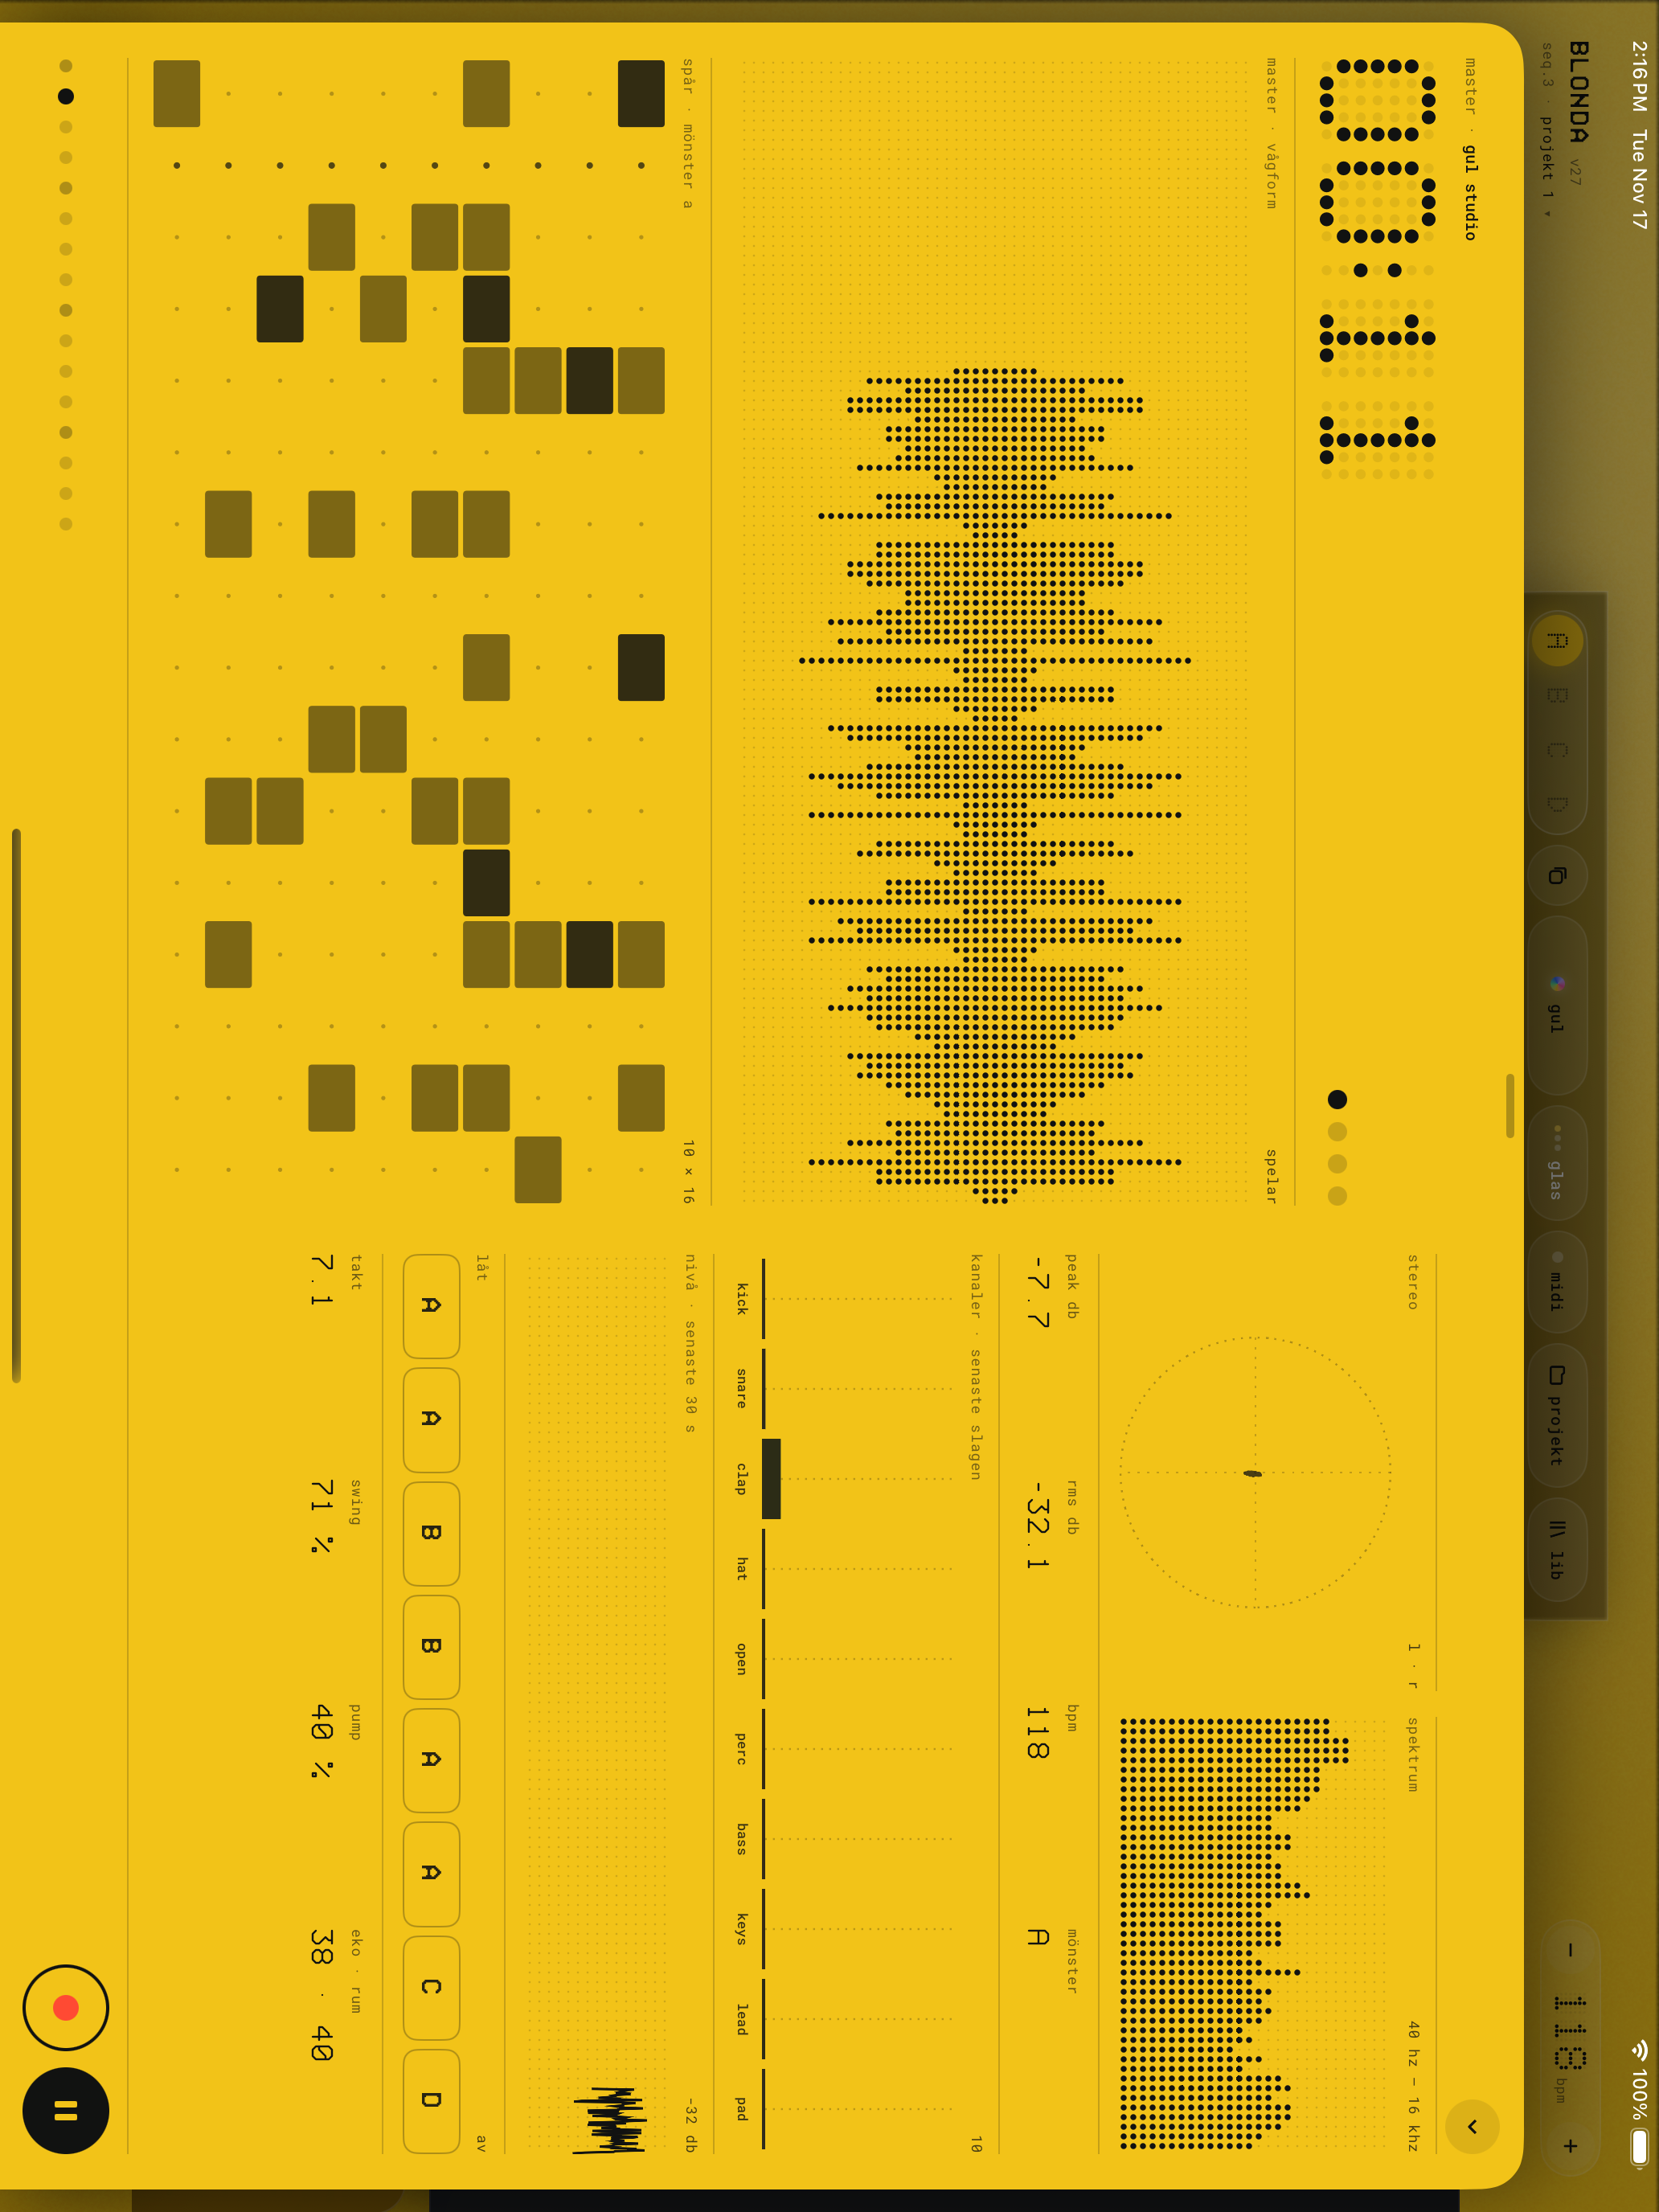 2:16 PM Tue Nov 17
100%
BLONDA v27
seq.3 · projekt 1 ▾
A B C D
gul
glas
midi
projekt
lib
− 118 bpm +
master · gul studio
00:11
master · vågform
spelar
spår · mönster a
10 × 16
stereo
l · r
spektrum
40 hz – 16 khz
peak db
-7.7
rms db
-32.1
bpm
118
mönster
A
kanaler · senaste slagen
10
kick snare clap hat open perc bass keys lead pad
nivå · senaste 30 s
-32 db
låt
av
A A B B A A C D
takt
7.1
swing
71 %
pump
40 %
eko · rum
38 · 40